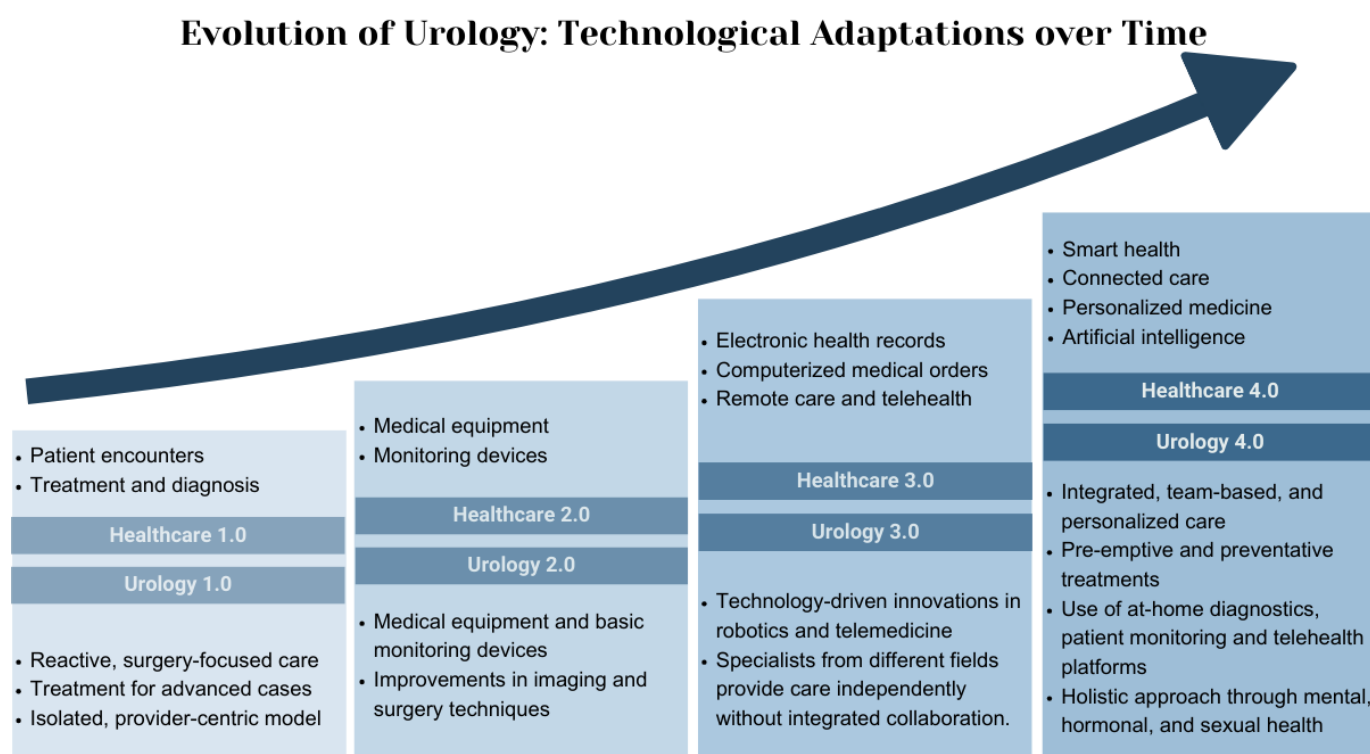 Evolution of Urology: Technological Adaptations over Time
• Patient encounters
• Treatment and diagnosis
Healthcare 1.0
Urology 1.0
• Reactive, surgery-focused care
• Treatment for advanced cases
• Isolated, provider-centric model
• Medical equipment
• Monitoring devices
Healthcare 2.0
Urology 2.0
• Medical equipment and basic
monitoring devices
• Improvements in imaging and
surgery techniques
• Electronic health records
• Computerized medical orders
• Remote care and telehealth
Healthcare 3.0
Urology 3.0
• Technology-driven innovations in
robotics and telemedicine
• Specialists from different fields
provide care independently
without integrated collaboration.
• Smart health
• Connected care
• Personalized medicine
• Artificial intelligence
Healthcare 4.0
Urology 4.0
• Integrated, team-based, and
personalized care
• Pre-emptive and preventative
treatments
• Use of at-home diagnostics,
patient monitoring and telehealth
platforms
• Holistic approach through mental,
hormonal, and sexual health